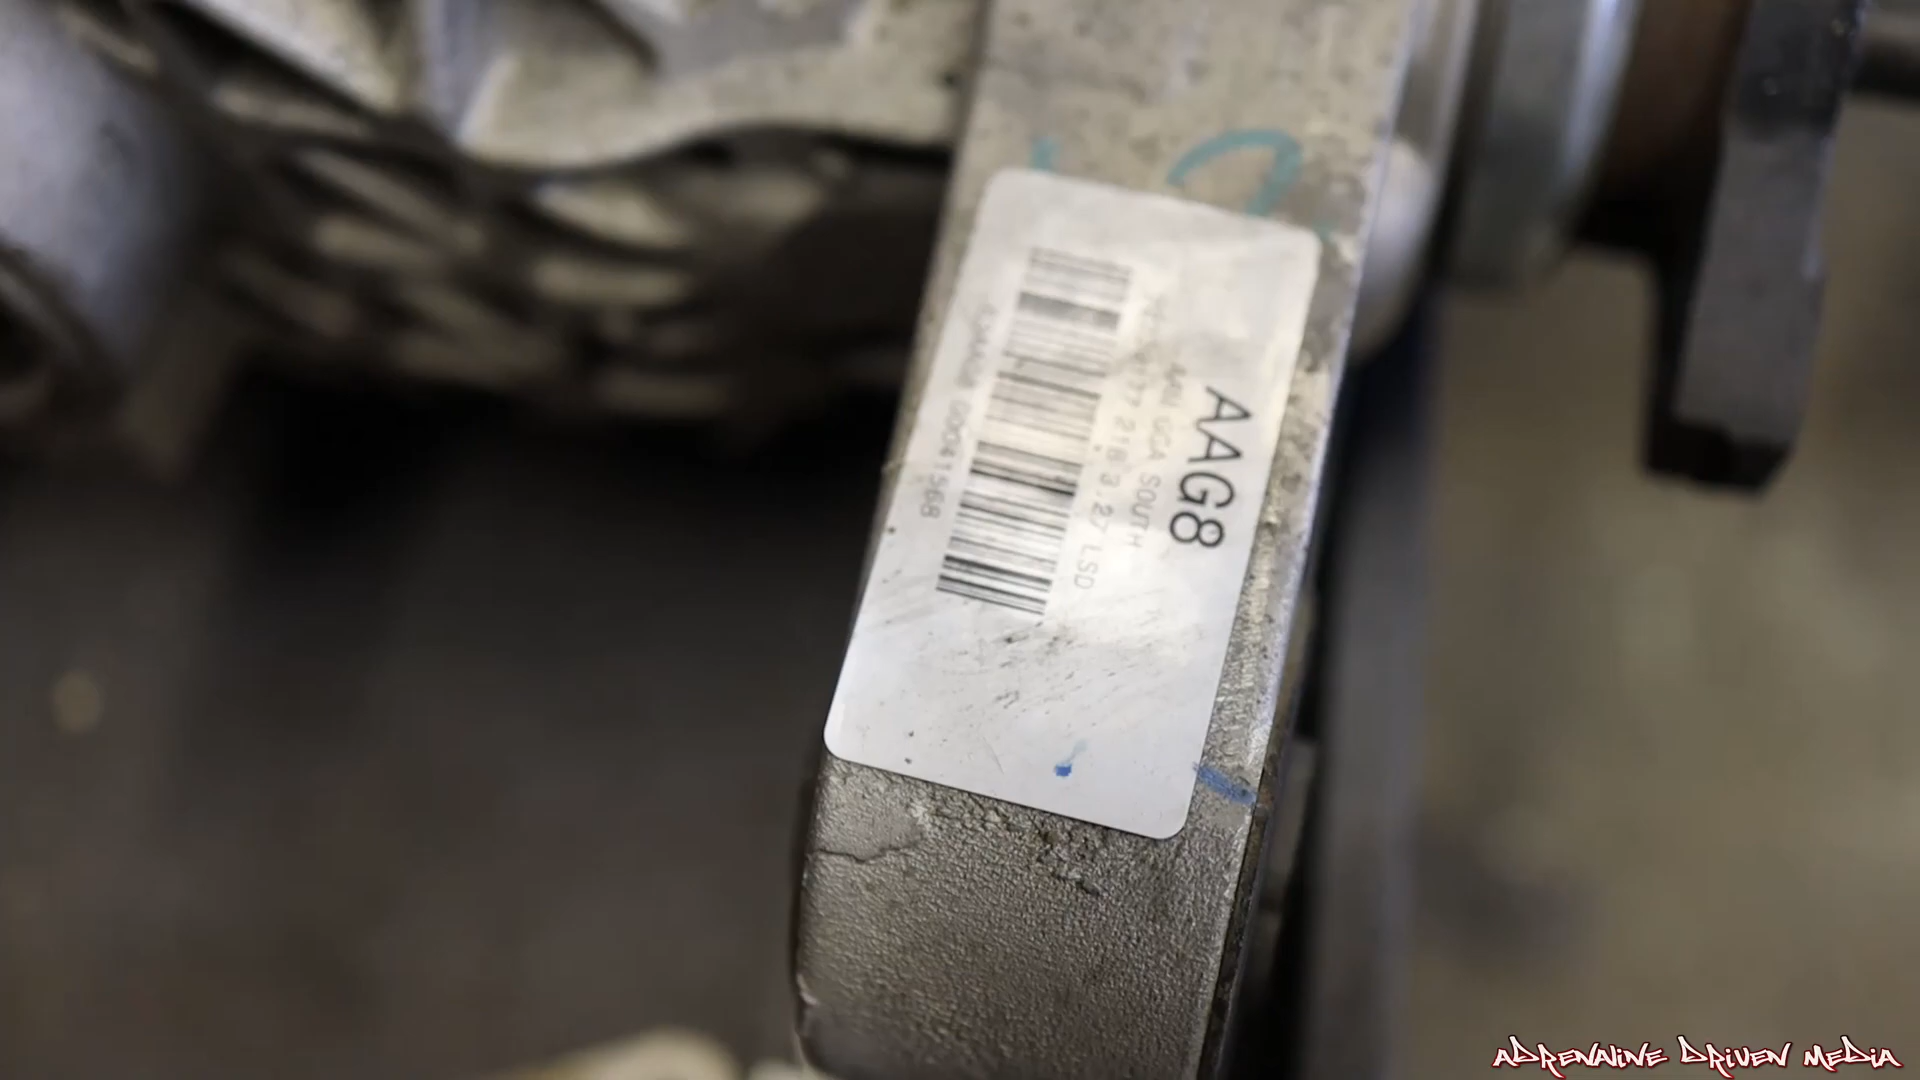 AAG8
GCA SOUTH
218 3.27 LSD
00041568
ADRENALINE DRIVEN MEDIA